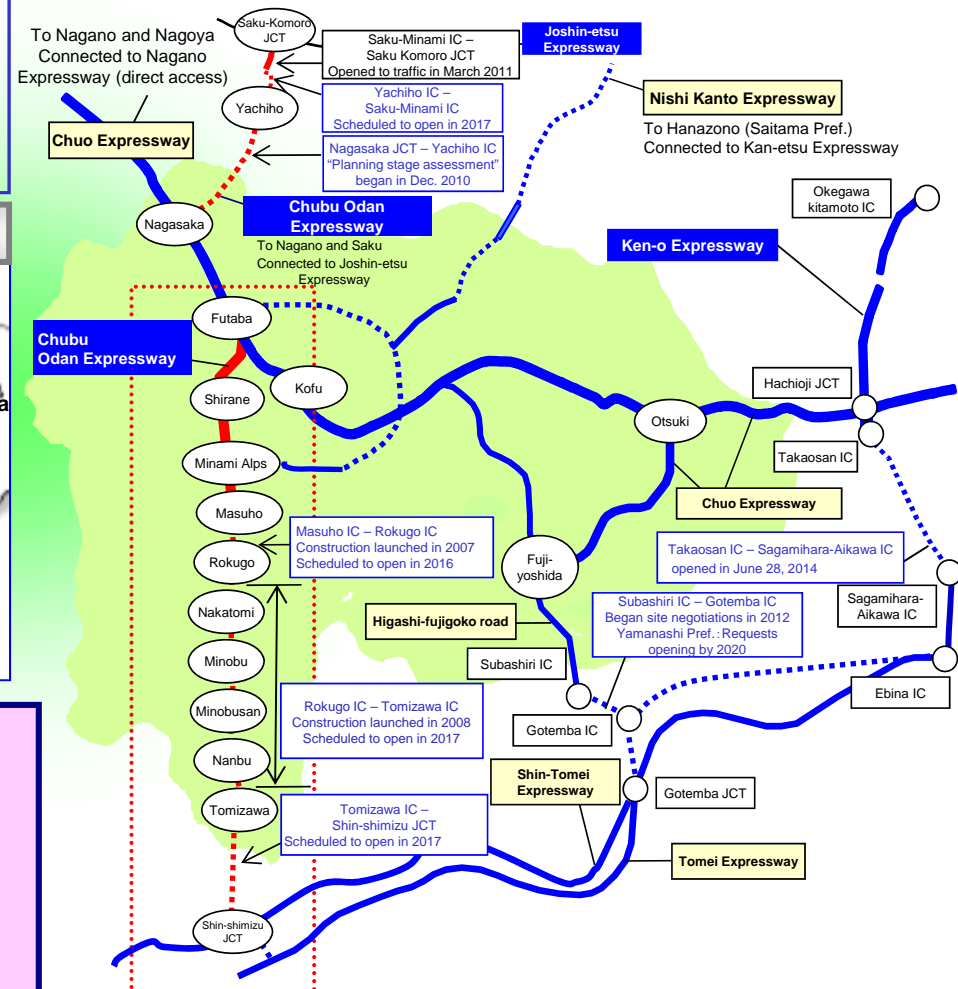 Saku-Komoro
JCT
To Nagano and Nagoya
Connected to Nagano
Expressway (direct access)
Saku-Minami IC –
Saku Komoro JCT
Opened to traffic in March 2011
Joshin-etsu
Expressway
Yachiho IC –
Saku-Minami IC
Scheduled to open in 2017
Yachiho
Nishi Kanto Expressway
Chuo Expressway
To Hanazono (Saitama Pref.)
Connected to Kan-etsu Expressway
Nagasaka JCT – Yachiho IC
“Planning stage assessment”
began in Dec. 2010
Okegawa
kitamoto IC
Nagasaka
Chubu Odan
Expressway
To Nagano and Saku
Connected to Joshin-etsu
Expressway
Ken-o Expressway
Futaba
Chubu
Odan Expressway
Kofu
Shirane
Hachioji JCT
a
Otsuki
Takaosan IC
Minami Alps
Masuho
Chuo Expressway
Masuho IC – Rokugo IC
Construction launched in 2007
Scheduled to open in 2016
Rokugo
Fuji-
yoshida
Takaosan IC – Sagamihara-Aikawa IC
opened in June 28, 2014
Sagamihara-
Aikawa IC
Nakatomi
Higashi-fujigoko road
Subashiri IC – Gotemba IC
Began site negotiations in 2012
Yamanashi Pref.: Requests
opening by 2020
Minobu
Subashiri IC
Ebina IC
Minobusan
Rokugo IC – Tomizawa IC
Construction launched in 2008
Scheduled to open in 2017
Gotemba IC
Nanbu
Shin-Tomei
Expressway
Gotemba JCT
Tomizawa
Tomizawa IC –
Shin-shimizu JCT
Scheduled to open in 2017
Tomei Expressway
Shin-shimizu
JCT